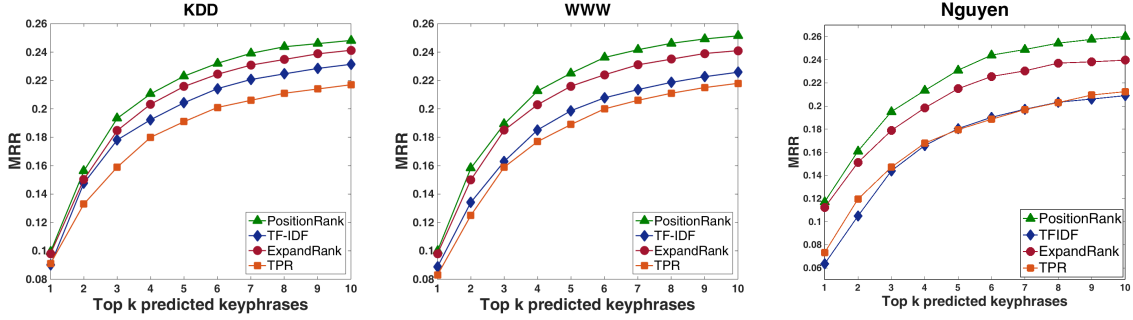 KDD
MRR
0.26
0.24
0.22
0.2
0.18
0.16
0.14
0.12
0.1
0.08
1 2 3 4 5 6 7 8 9 10
Top k predicted keyphrases
PositionRank
TF-IDF
ExpandRank
TPR
WWW
MRR
0.26
0.24
0.22
0.2
0.18
0.16
0.14
0.12
0.1
0.08
1 2 3 4 5 6 7 8 9 10
Top k predicted keyphrases
PositionRank
TF-IDF
ExpandRank
TPR
Nguyen
MRR
0.26
0.24
0.22
0.2
0.18
0.16
0.14
0.12
0.1
0.08
0.06
1 2 3 4 5 6 7 8 9 10
Top k predicted keyphrases
PositionRank
TFIDF
ExpandRank
TPR